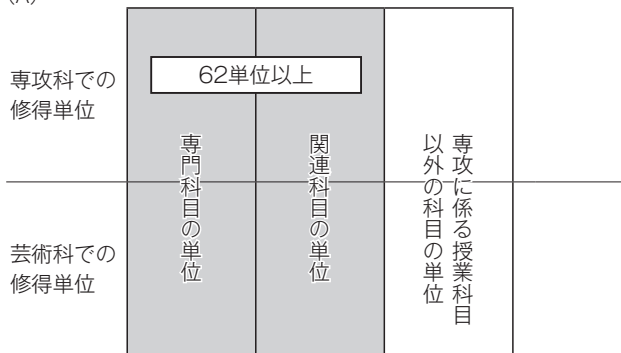 (A)
62単位以上
専攻科での
修得単位
専門科目の単位
関連科目の単位
専攻に係る授業科目
以外の科目の単位
芸術科での
修得単位